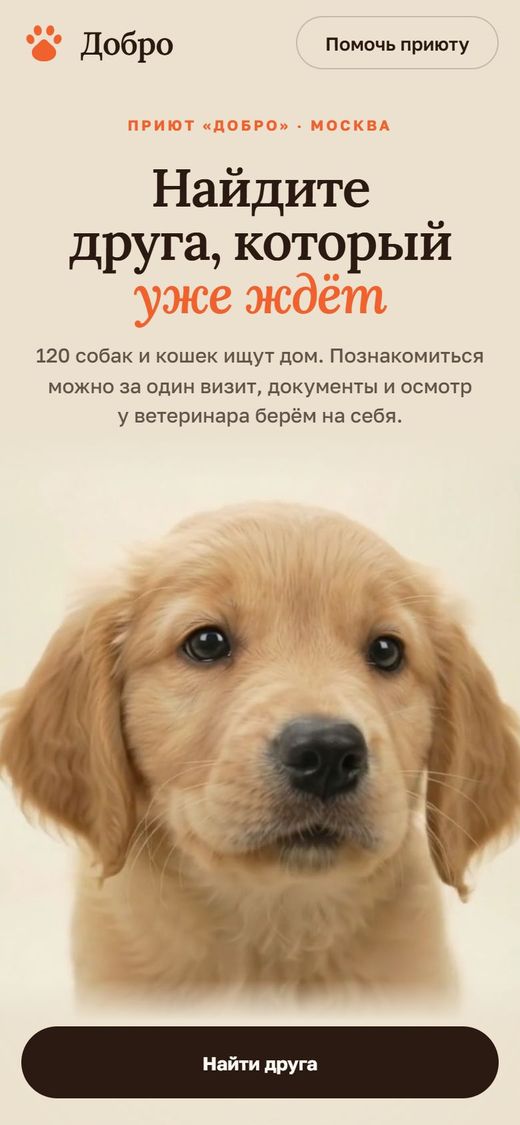 Добро
Помочь приюту
ПРИЮТ «ДОБРО» · МОСКВА
Найдите
друга, который
уже ждёт
120 собак и кошек ищут дом. Познакомиться
можно за один визит, документы и осмотр
у ветеринара берём на себя.
Найти друга